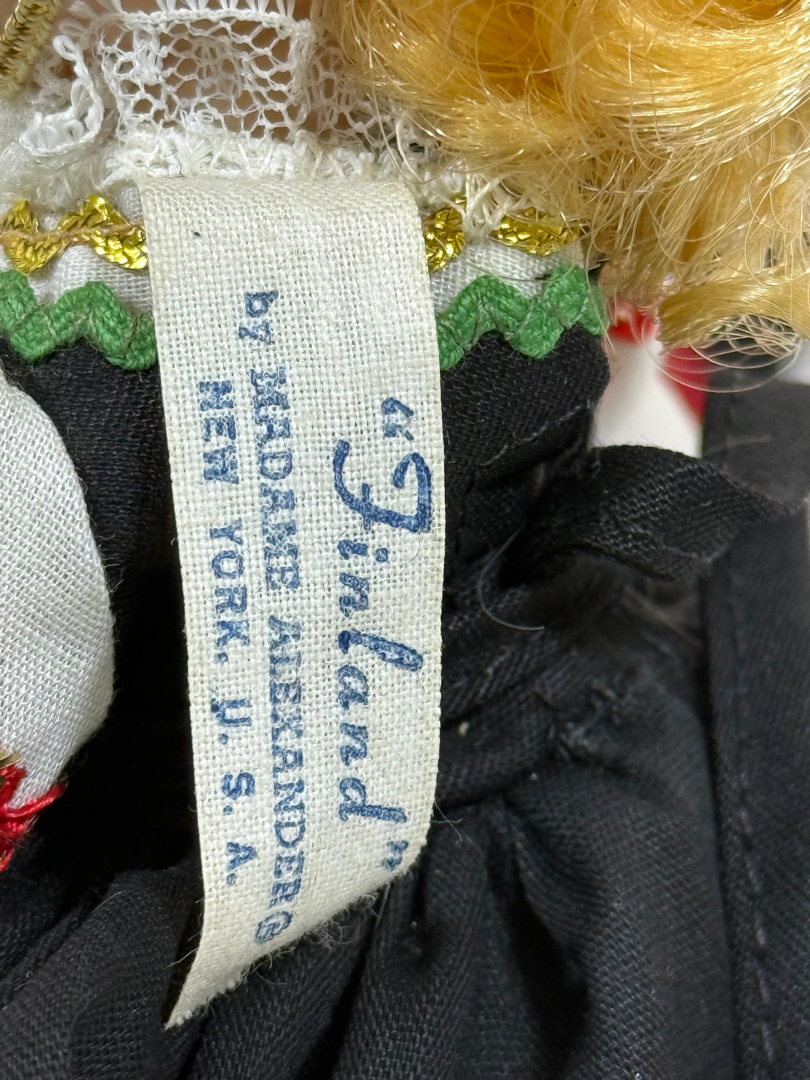 "Finland"
by MADAME ALEXANDER®
NEW YORK, U. S. A.